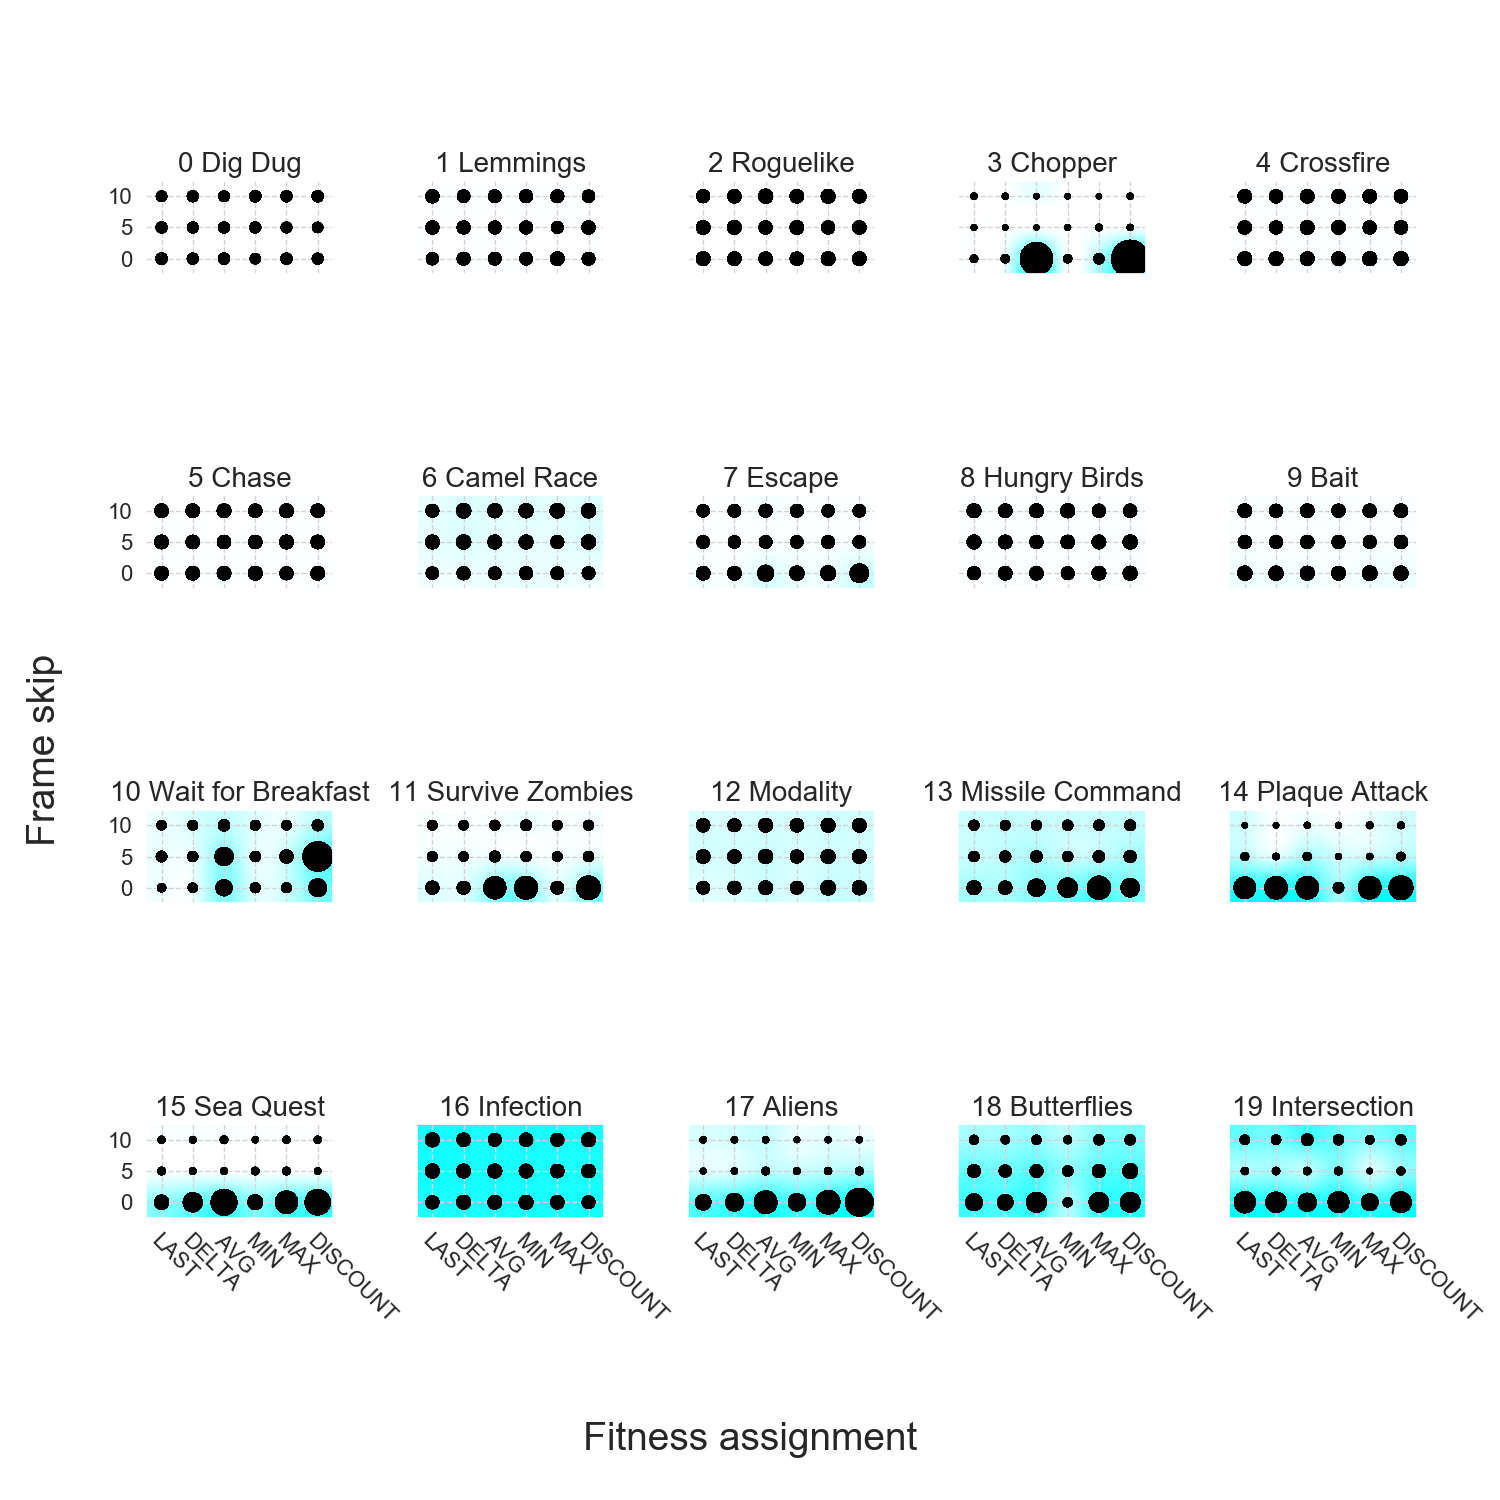 0 Dig Dug
1 Lemmings
2 Roguelike
3 Chopper
4 Crossfire
10
5
0
5 Chase
6 Camel Race
7 Escape
8 Hungry Birds
9 Bait
10
5
0
Frame skip
10 Wait for Breakfast
11 Survive Zombies
12 Modality
13 Missile Command
14 Plaque Attack
10
5
0
15 Sea Quest
16 Infection
17 Aliens
18 Butterflies
19 Intersection
10
5
0
LAST
DELTA
AVG
MIN
MAX
DISCOUNT
LAST
DELTA
AVG
MIN
MAX
DISCOUNT
LAST
DELTA
AVG
MIN
MAX
DISCOUNT
LAST
DELTA
AVG
MIN
MAX
DISCOUNT
LAST
DELTA
AVG
MIN
MAX
DISCOUNT
Fitness assignment